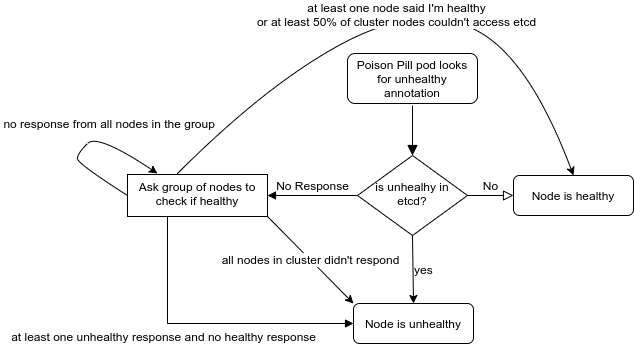 at least one node said I'm healthy
or at least 50% of cluster nodes couldn't access etcd
Poison Pill pod looks
for unhealthy
annotation
no response from all nodes in the group
Ask group of nodes to
check if healthy
No Response
is unhealhy in
etcd?
No
Node is healthy
all nodes in cluster didn't respond
yes
Node is unhealthy
at least one unhealthy response and no healthy response